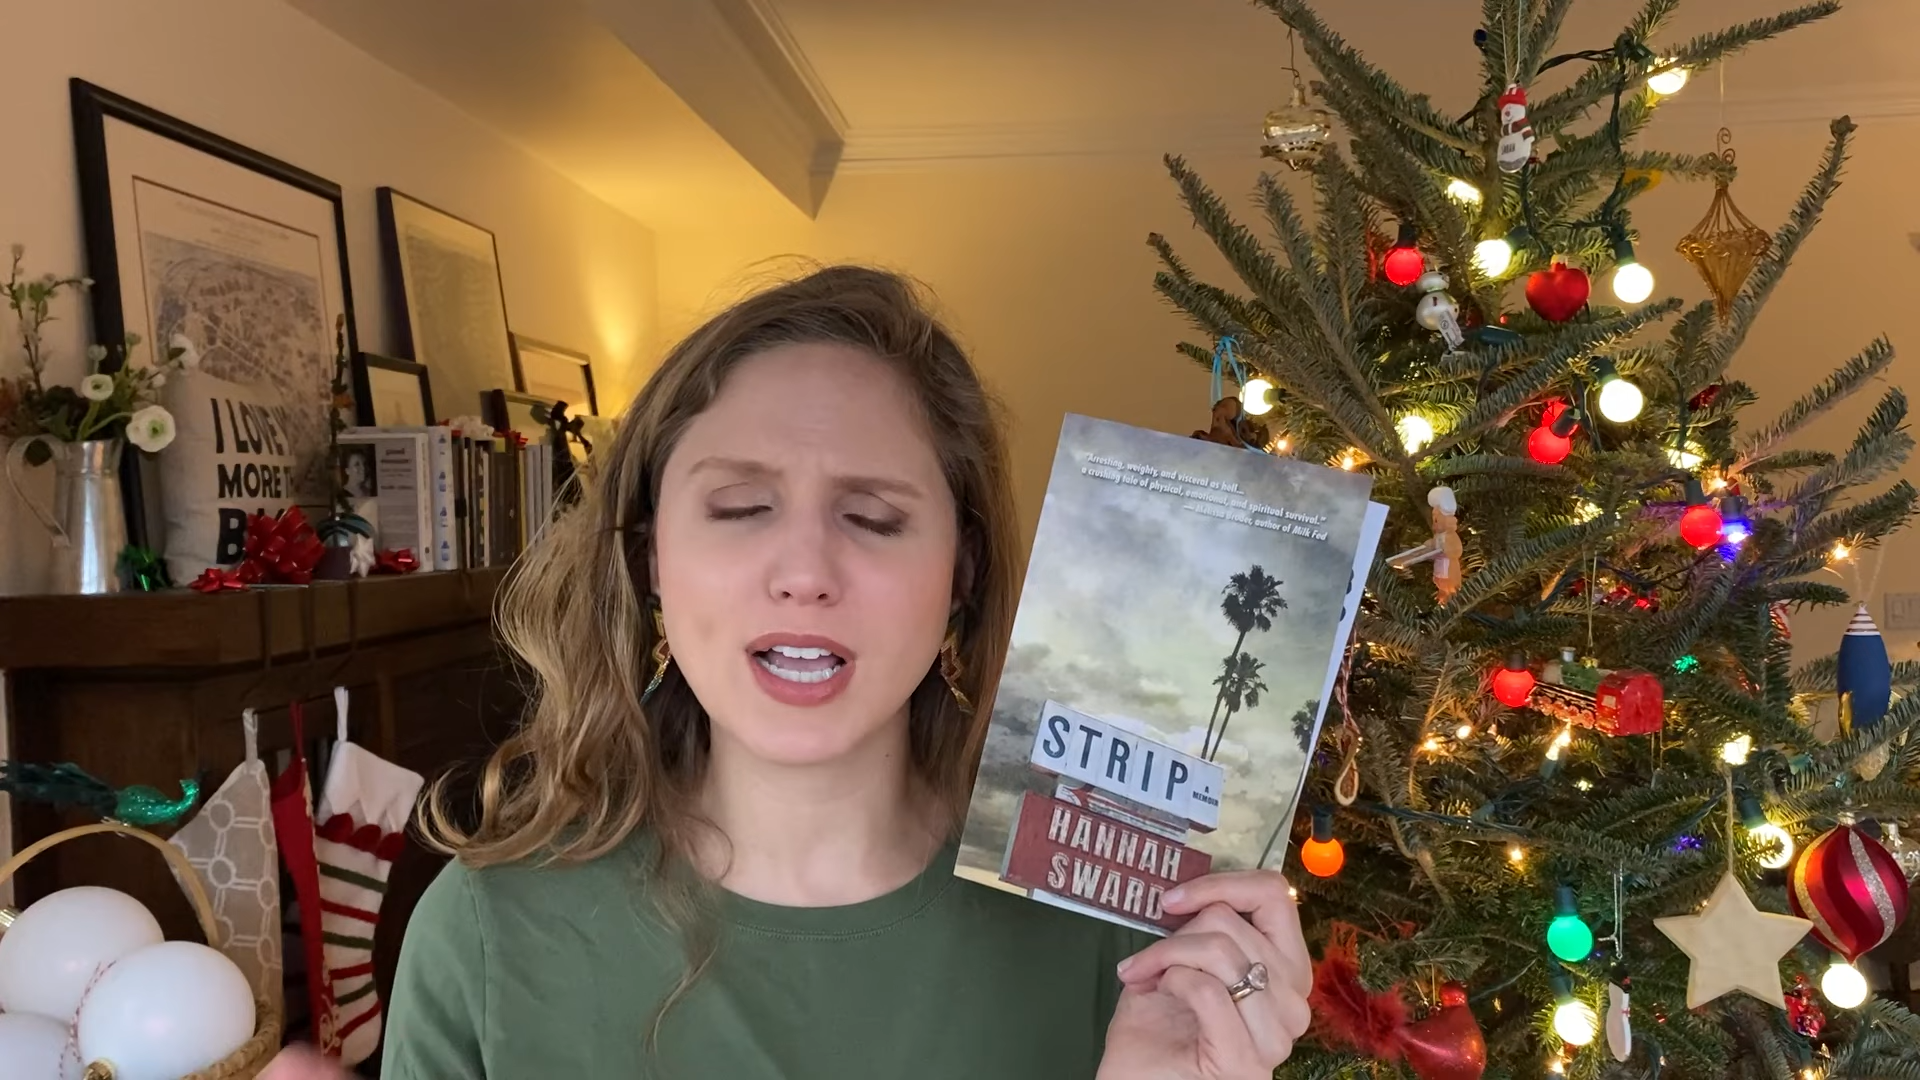 I LOVE
MORE
"Arresting, weighty, and visceral as hell...
a crushing tale of physical, emotional, and spiritual survival."
— Melissa Broder, author of Milk Fed
STRIP
A
MEMOIR
HANNAH
SWARD